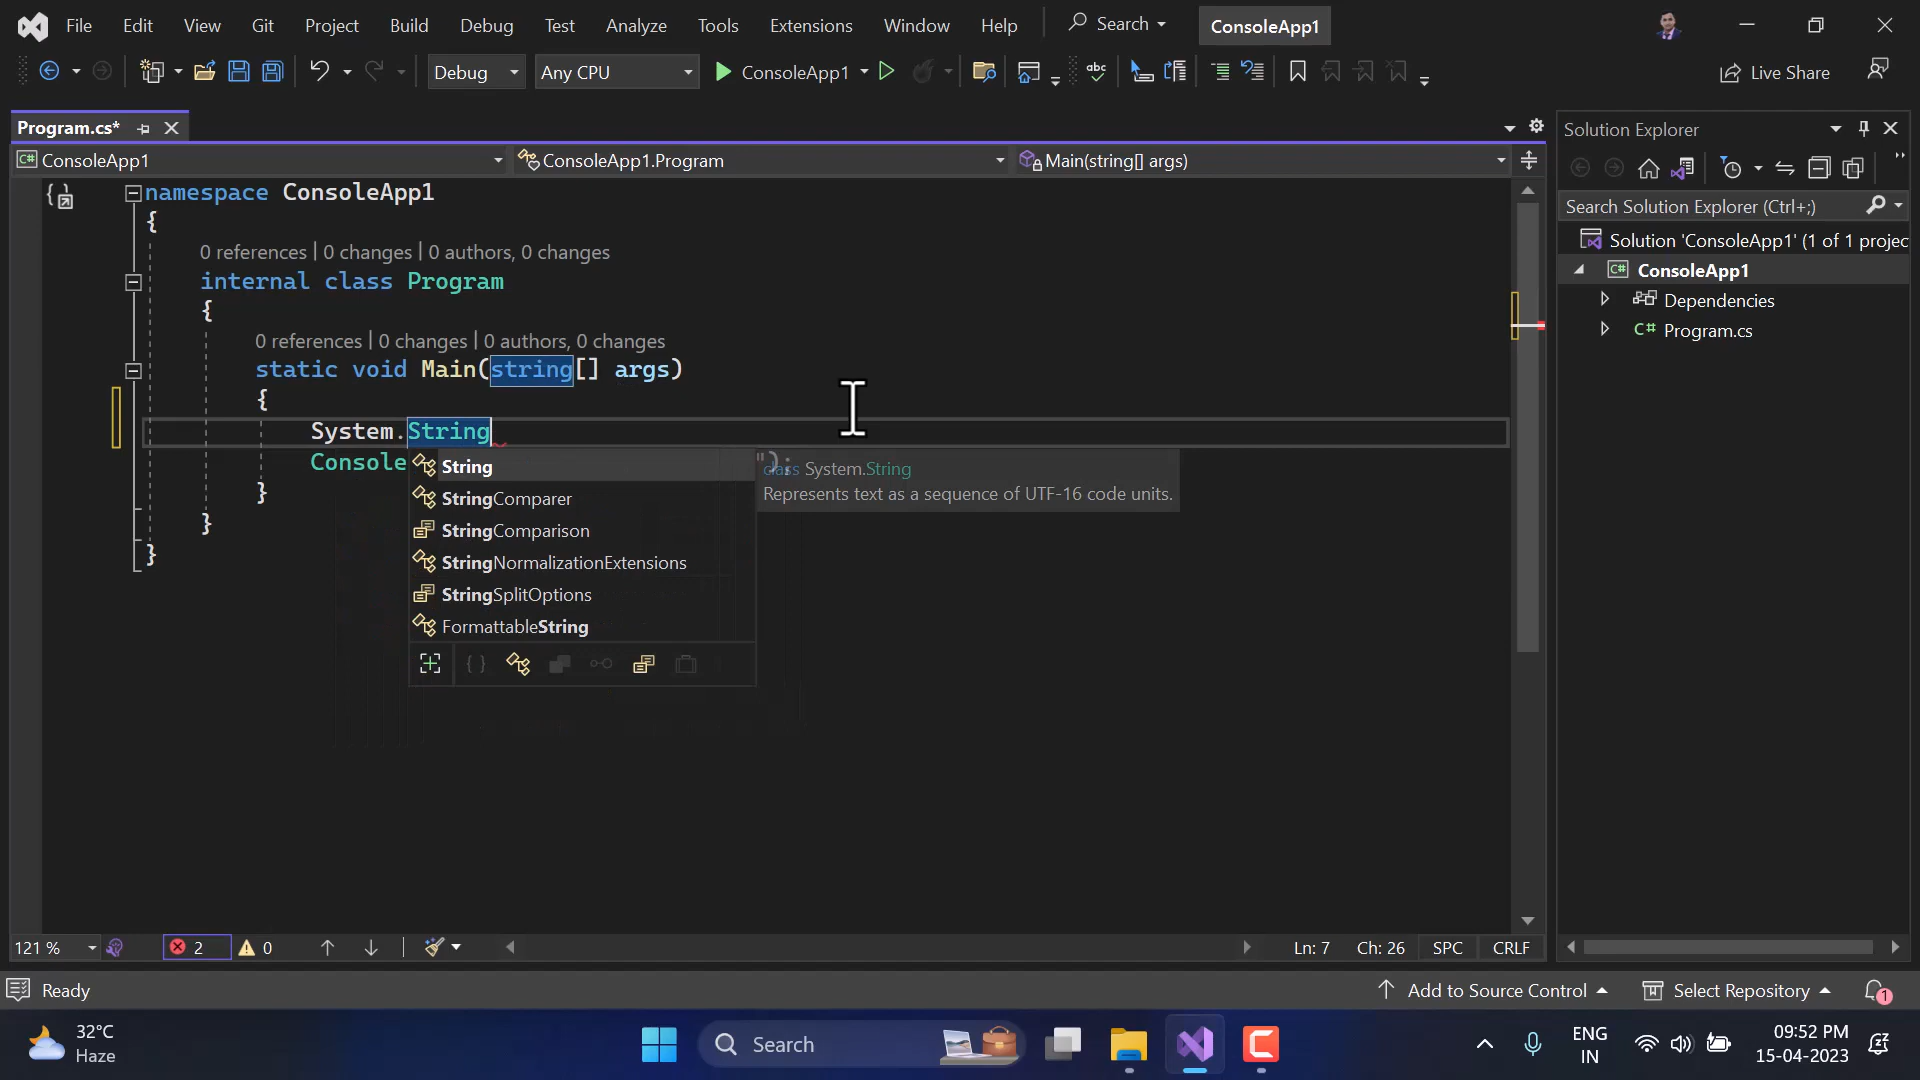 File Edit View Git Project Build Debug Test Analyze Tools Extensions Window Help Search ConsoleApp1
Debug Any CPU ConsoleApp1 Live Share
Program.cs*
ConsoleApp1 ConsoleApp1.Program Main(string[] args)
namespace ConsoleApp1
{
0 references | 0 changes | 0 authors, 0 changes
internal class Program
{
0 references | 0 changes | 0 authors, 0 changes
static void Main(string[] args)
{
System.String
Console ");
}
}
}
String
StringComparer
StringComparison
StringNormalizationExtensions
StringSplitOptions
FormattableString
class System.String
Represents text as a sequence of UTF-16 code units.
Solution Explorer
Search Solution Explorer (Ctrl+;)
Solution 'ConsoleApp1' (1 of 1 projec
C# ConsoleApp1
Dependencies
C# Program.cs
121 % 2 0 Ln: 7 Ch: 26 SPC CRLF
Ready Add to Source Control Select Repository 1
32°C
Haze
Search
ENG
IN
09:52 PM
15-04-2023